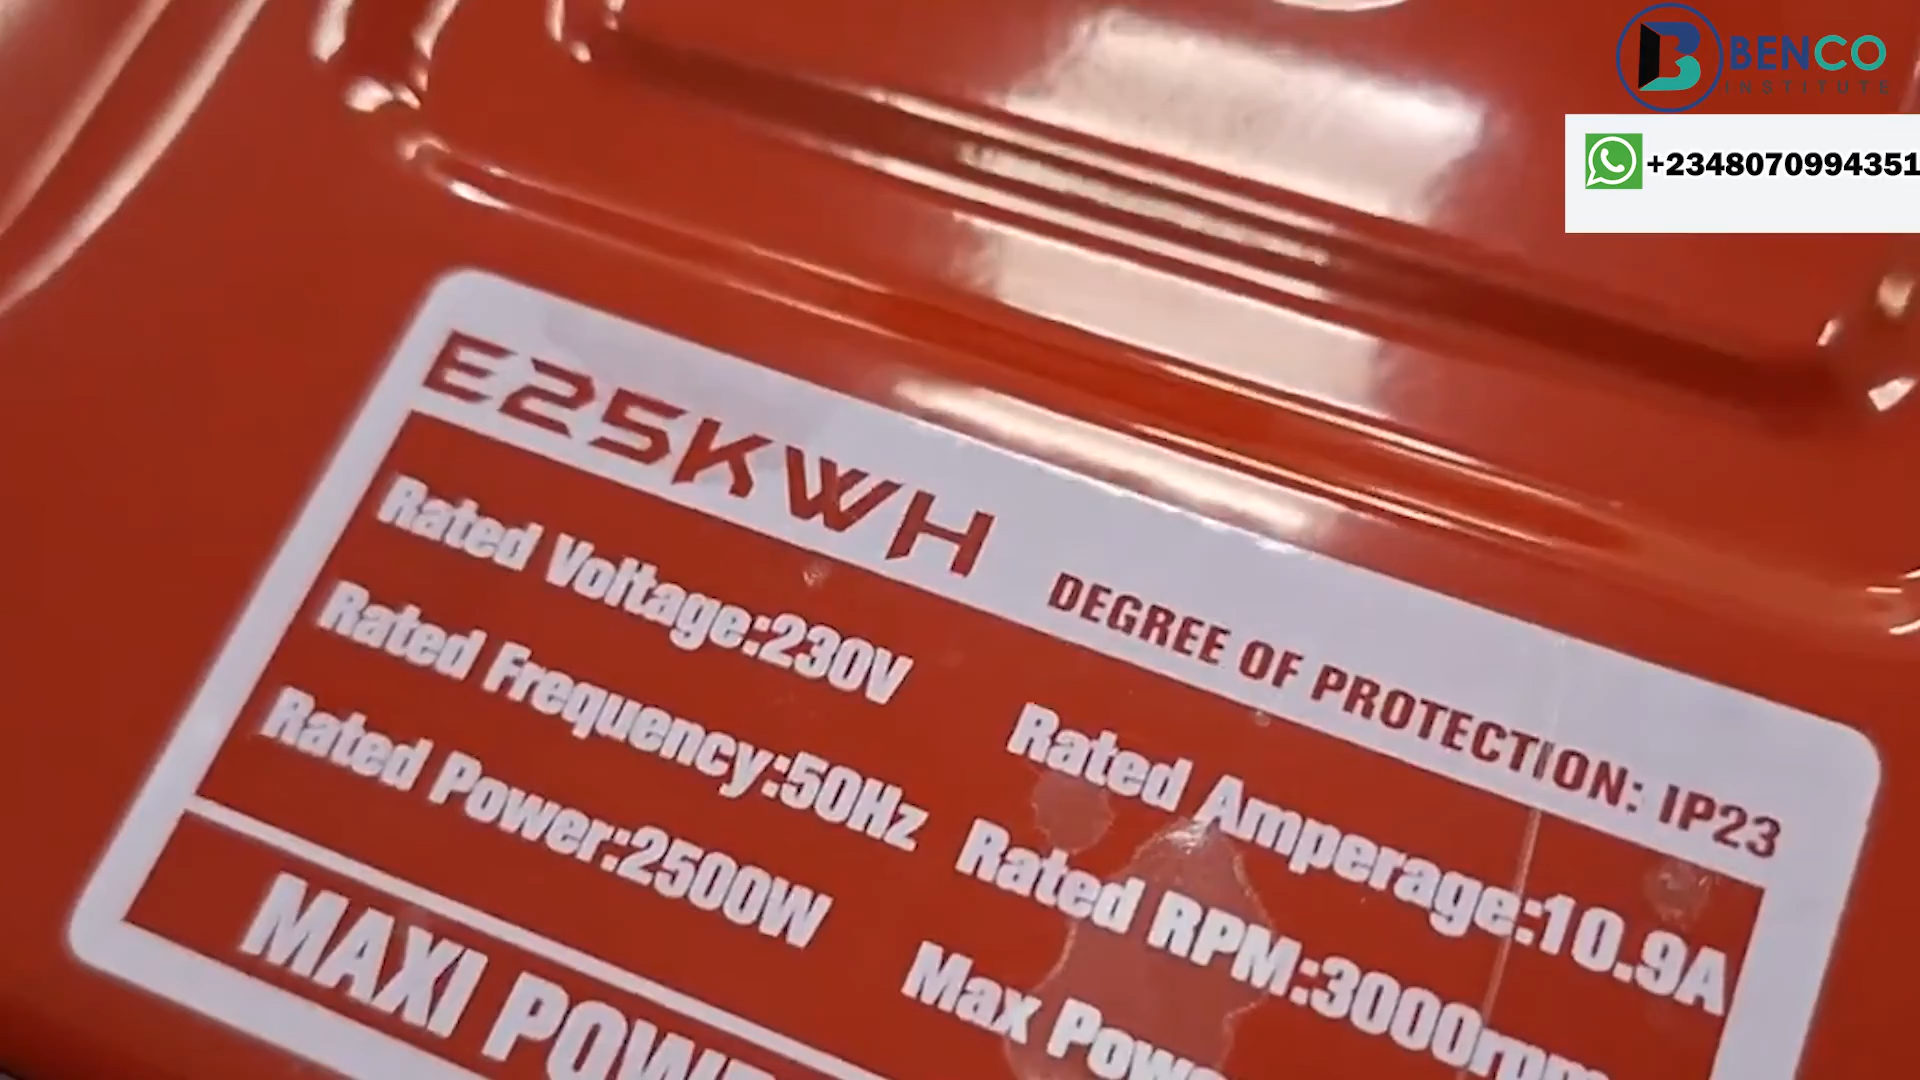 BENCO
INSTITUTE
+2348070994351
E25KWH
DEGREE OF PROTECTION: IP23
Rated Voltage:230V
Rated Amperage:10.9A
Rated Frequency:50Hz
Rated RPM:3000rpm
Rated Power:2500W
Max
MAXI